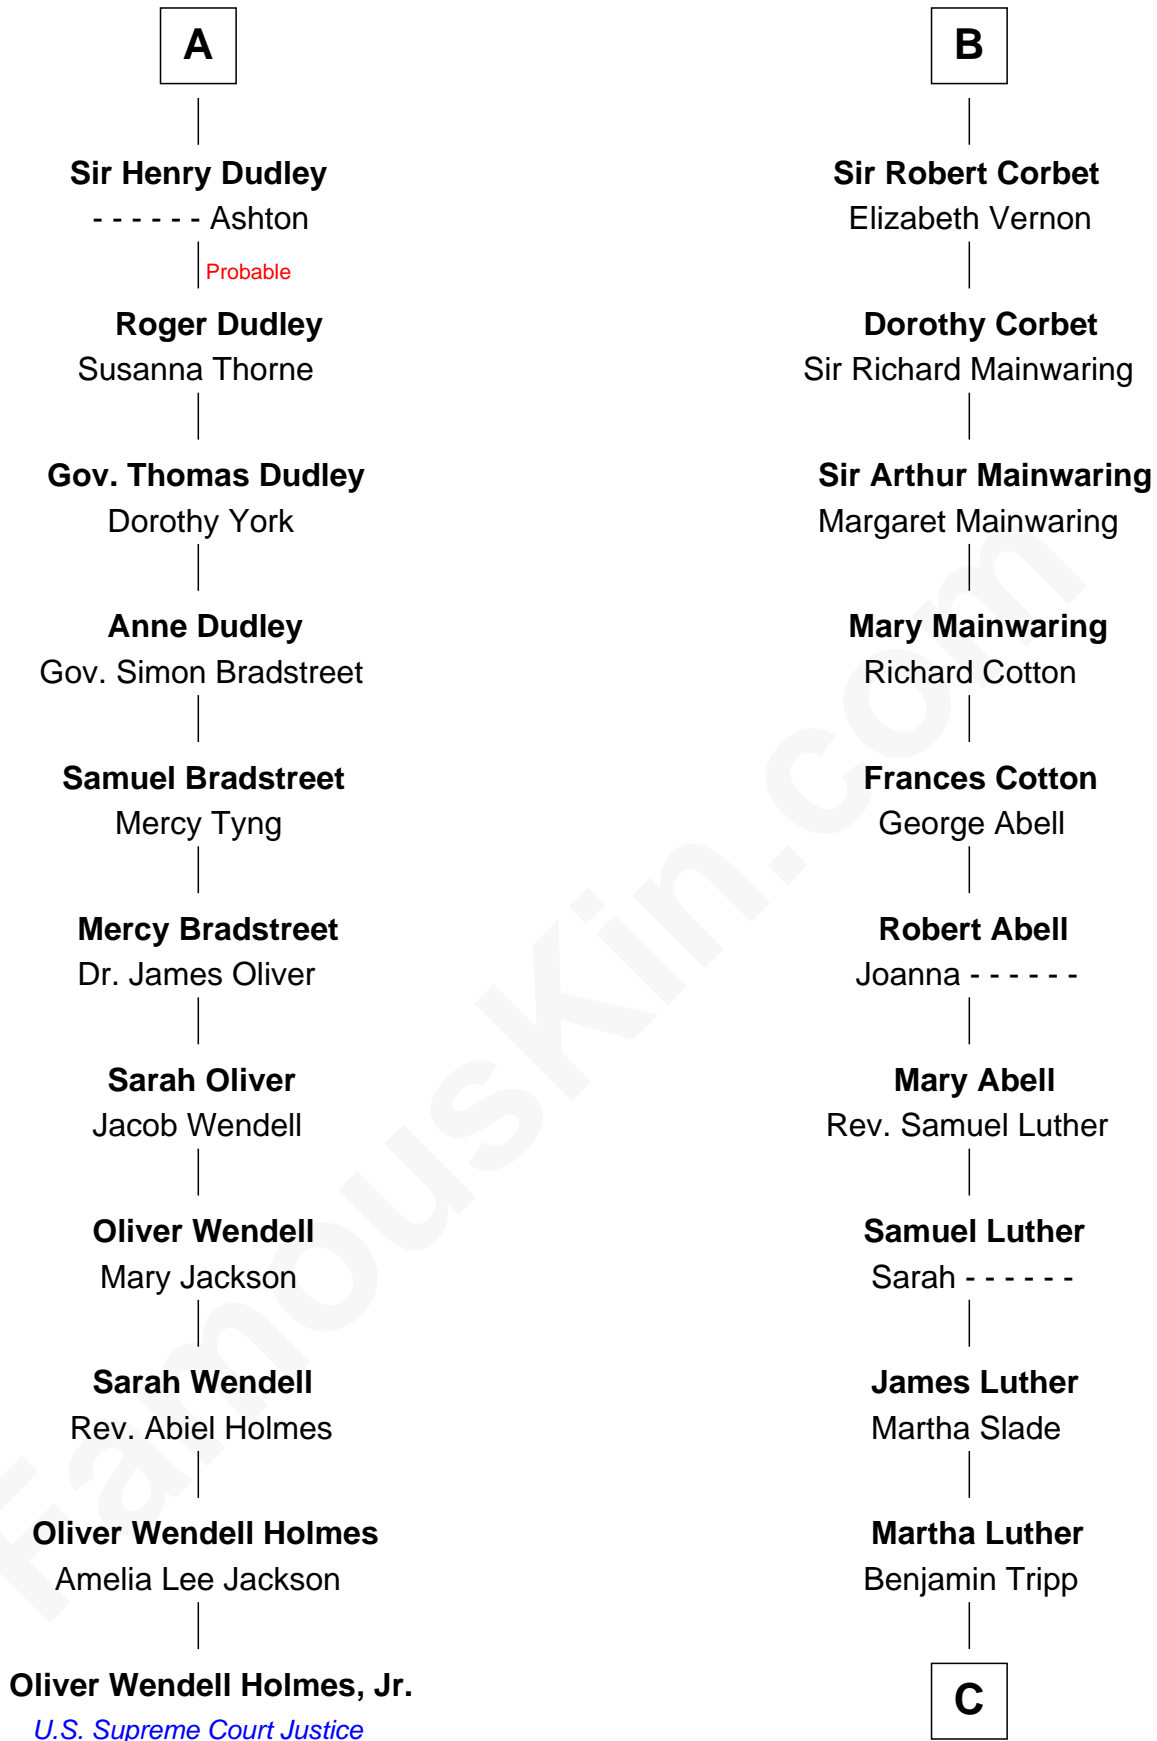 A
Sir Henry Dudley
- - - - - - Ashton
Probable
Roger Dudley
Susanna Thorne
Gov. Thomas Dudley
Dorothy York
Anne Dudley
Gov. Simon Bradstreet
Samuel Bradstreet
Mercy Tyng
Mercy Bradstreet
Dr. James Oliver
Sarah Oliver
Jacob Wendell
Oliver Wendell
Mary Jackson
Sarah Wendell
Rev. Abiel Holmes
Oliver Wendell Holmes
Amelia Lee Jackson
Oliver Wendell Holmes, Jr.
U.S. Supreme Court Justice
B
Sir Robert Corbet
Elizabeth Vernon
Dorothy Corbet
Sir Richard Mainwaring
Sir Arthur Mainwaring
Margaret Mainwaring
Mary Mainwaring
Richard Cotton
Frances Cotton
George Abell
Robert Abell
Joanna - - - - - -
Mary Abell
Rev. Samuel Luther
Samuel Luther
Sarah - - - - - -
James Luther
Martha Slade
Martha Luther
Benjamin Tripp
C
FamousKin.com